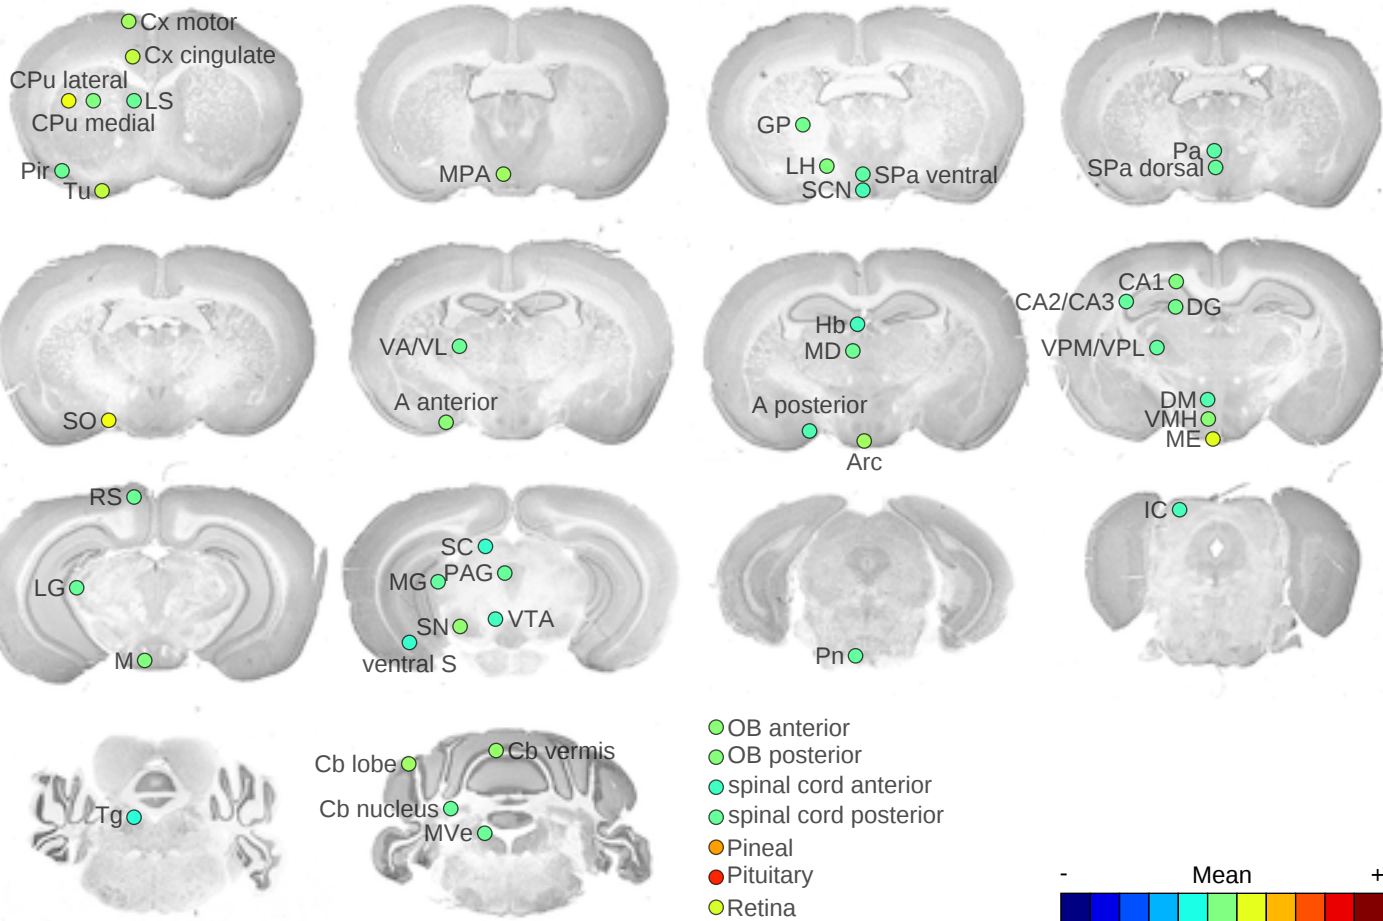 Cx motor
Cx cingulate
CPu lateral
LS
CPu medial
Pir
Tu
MPA
GP
LH
SPa ventral
SCN
Pa
SPa dorsal
SO
VA/VL
A anterior
Hb
MD
A posterior
Arc
CA1
CA2/CA3
DG
VPM/VPL
DM
VMH
ME
RS
LG
M
SC
MG
PAG
SN
VTA
ventral S
Pn
IC
Tg
Cb lobe
Cb vermis
Cb nucleus
MVe
OB anterior
OB posterior
spinal cord anterior
spinal cord posterior
Pineal
Pituitary
Retina
- Mean +